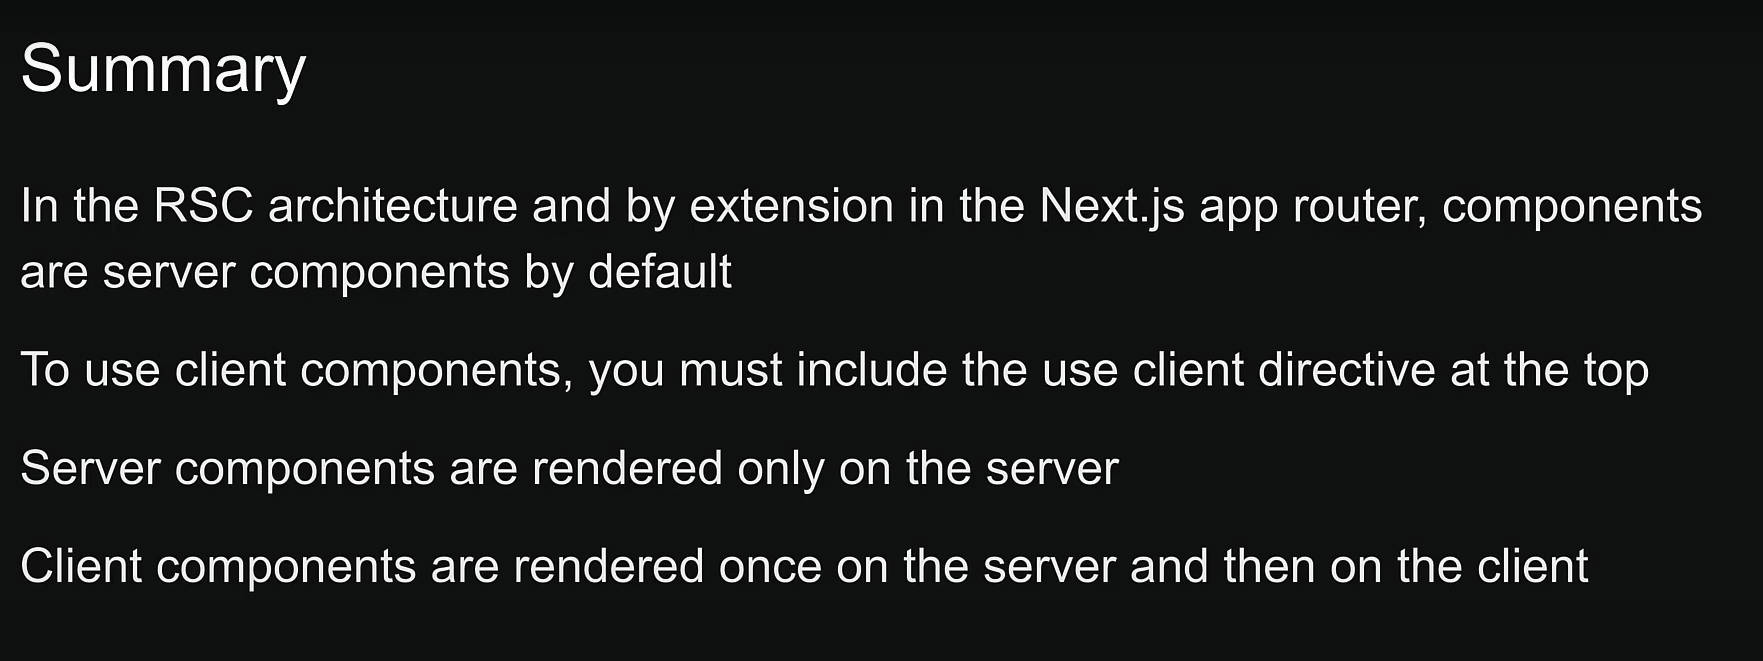 Summary
In the RSC architecture and by extension in the Next.js app router, components
are server components by default
To use client components, you must include the use client directive at the top
Server components are rendered only on the server
Client components are rendered once on the server and then on the client